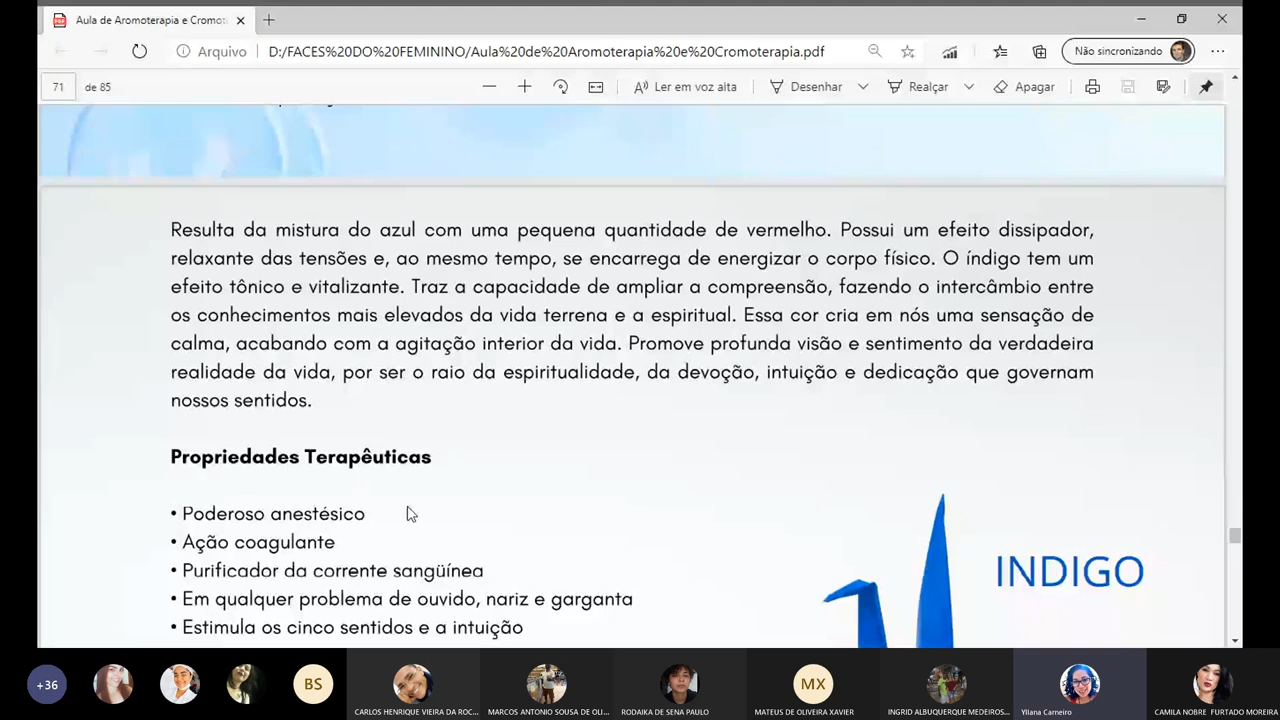 Aula de Aromoterapia e Cromot
Arquivo
D:/FACES%20DO%20FEMININO/Aula%20de%20Aromoterapia%20e%20Cromoterapia.pdf
Não sincronizando
71 de 85
Ler em voz alta
Desenhar
Realçar
Apagar
Resulta da mistura do azul com uma pequena quantidade de vermelho. Possui um efeito dissipador,
relaxante das tensões e, ao mesmo tempo, se encarrega de energizar o corpo físico. O índigo tem um
efeito tônico e vitalizante. Traz a capacidade de ampliar a compreensão, fazendo o intercâmbio entre
os conhecimentos mais elevados da vida terrena e a espiritual. Essa cor cria em nós uma sensação de
calma, acabando com a agitação interior da vida. Promove profunda visão e sentimento da verdadeira
realidade da vida, por ser o raio da espiritualidade, da devoção, intuição e dedicação que governam
nossos sentidos.
Propriedades Terapêuticas
• Poderoso anestésico
• Ação coagulante
• Purificador da corrente sangüínea
• Em qualquer problema de ouvido, nariz e garganta
• Estimula os cinco sentidos e a intuição
INDIGO
+36
BS
MX
CARLOS HENRIQUE VIEIRA DA ROC...
MARCOS ANTONIO SOUSA DE OLI...
RODAIKA DE SENA PAULO
MATEUS DE OLIVEIRA XAVIER
INGRID ALBUQUERQUE MEDEIROS...
Yllana Carneiro
CAMILA NOBRE FURTADO MOREIRA